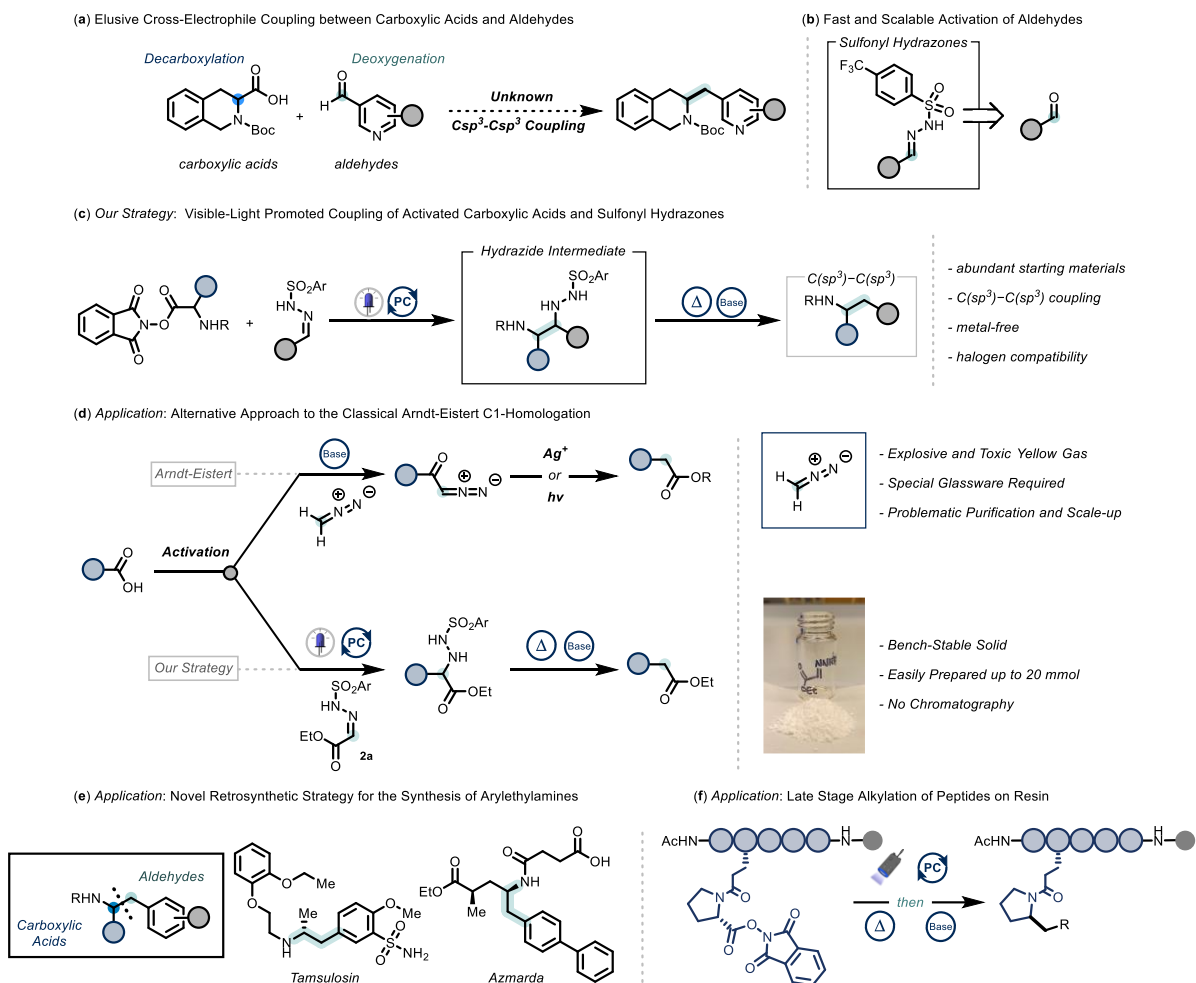 (a) Elusive Cross-Electrophile Coupling between Carboxylic Acids and Aldehydes
Decarboxylation
Deoxygenation
O
OH
N
Boc
carboxylic acids
+
O
H
N
aldehydes
Unknown
Csp3-Csp3 Coupling
N
Boc
N
(b) Fast and Scalable Activation of Aldehydes
Sulfonyl Hydrazones
F3C
O
S
O
NH
N
O
(c) Our Strategy: Visible-Light Promoted Coupling of Activated Carboxylic Acids and Sulfonyl Hydrazones
O
N
O
O
O
NHR
+
SO2Ar
HN
N
PC
Hydrazide Intermediate
SO2Ar
NH
HN
RHN
Δ
Base
C(sp3)−C(sp3)
RHN
- abundant starting materials
- C(sp3)−C(sp3) coupling
- metal-free
- halogen compatibility
(d) Application: Alternative Approach to the Classical Arndt-Eistert C1-Homologation
Arndt-Eistert
Base
H
N
N
H
O
N
N
Ag+
or
hv
OR
O
H
N
N
H
- Explosive and Toxic Yellow Gas
- Special Glassware Required
- Problematic Purification and Scale-up
O
OH
Activation
Our Strategy
PC
SO2Ar
HN
N
EtO
O
2a
SO2Ar
HN
NH
OEt
O
Δ
Base
OEt
O
- Bench-Stable Solid
- Easily Prepared up to 20 mmol
- No Chromatography
(e) Application: Novel Retrosynthetic Strategy for the Synthesis of Arylethylamines
RHN
Aldehydes
Carboxylic
Acids
O
Me
O
N
H
Me
O
Me
O
S
O
NH2
Tamsulosin
O
EtO
Me
O
NH
O
OH
Azmarda
(f) Application: Late Stage Alkylation of Peptides on Resin
AcHN
H
N
O
N
O
O
N
O
O
PC
then
Δ
Base
AcHN
H
N
O
N
R